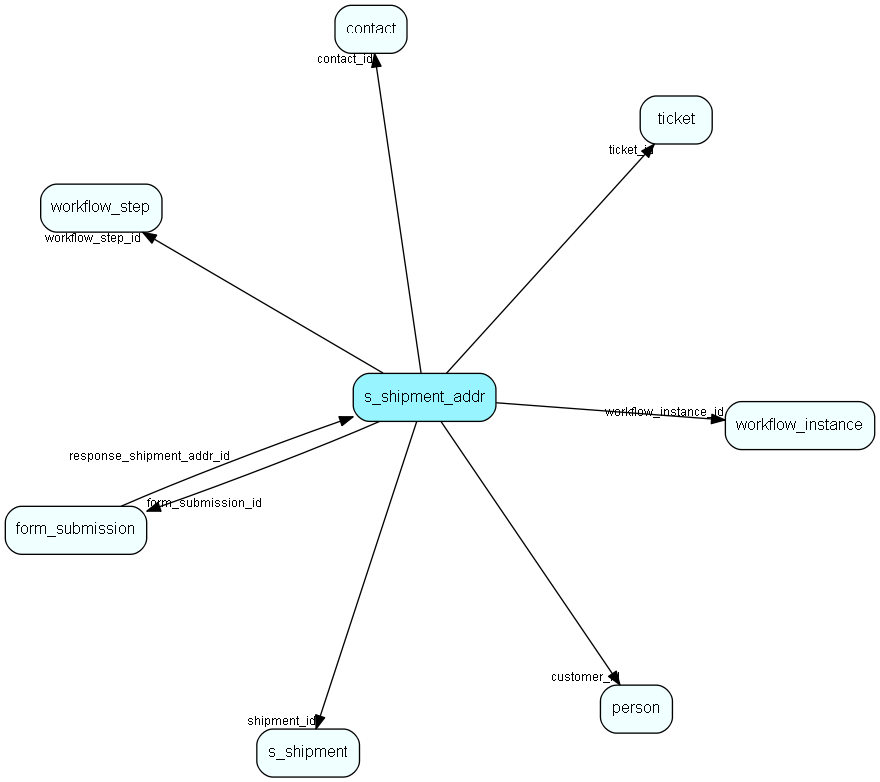 contact
contact_id
ticket
ticket_id
workflow_step
workflow_step_id
s_shipment_addr
workflow_instance_id
workflow_instance
response_shipment_addr_id
form_submission_id
form_submission
customer_id
person
shipment_id
s_shipment